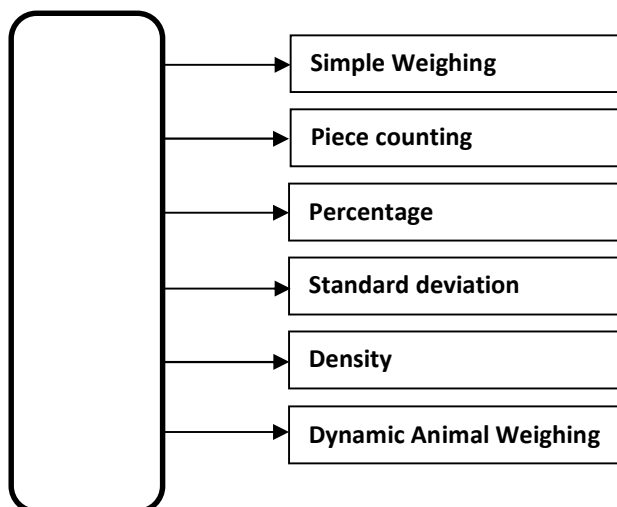 Simple Weighing
Piece counting
Percentage
Standard deviation
Density
Dynamic Animal Weighing